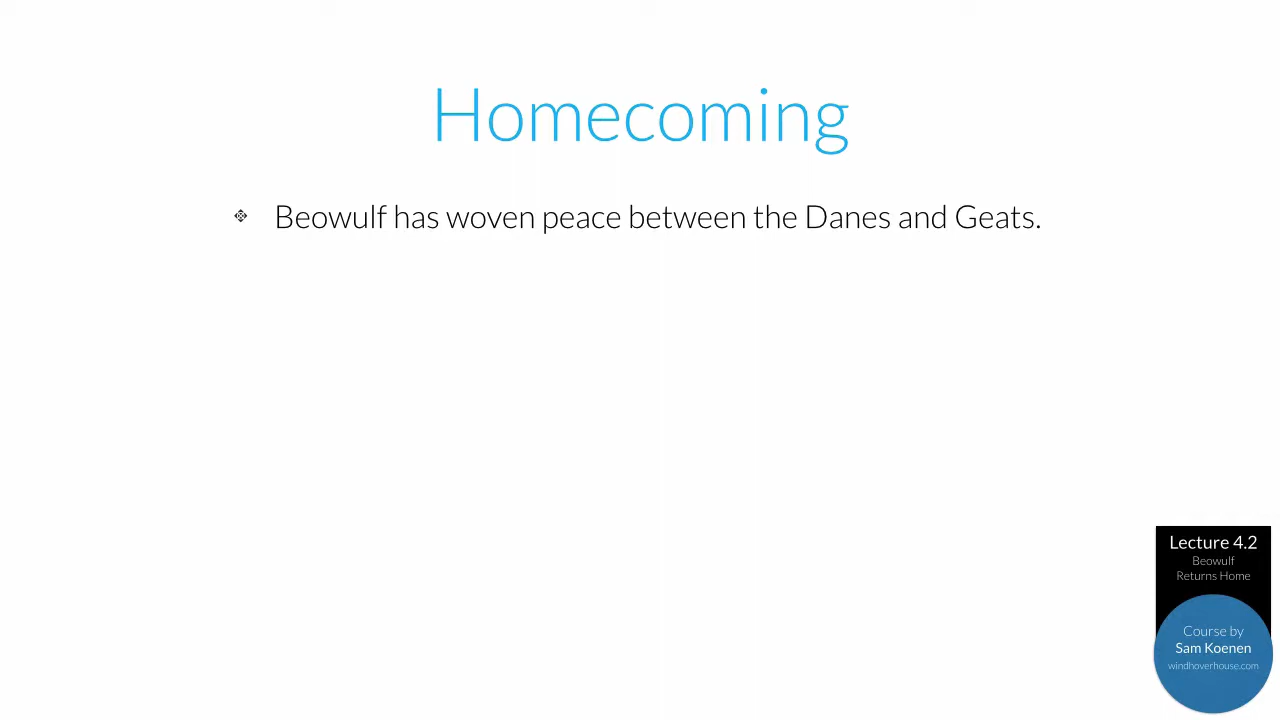 Homecoming
Beowulf has woven peace between the Danes and Geats.
Lecture 4.2
Beowulf
Returns Home
Course by
Sam Koenen
windhoverhouse.com